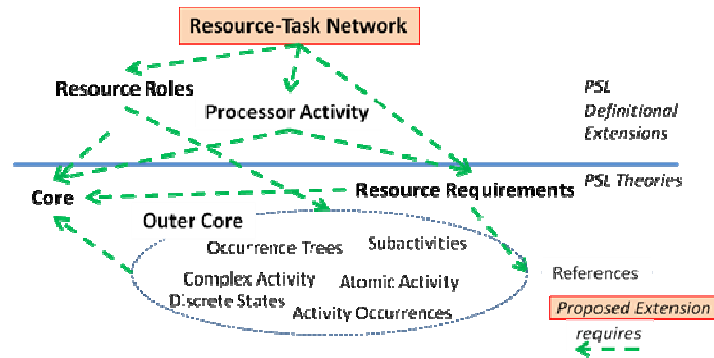 Resource-Task Network
Resource Roles
Processor Activity
PSL
Definitional
Extensions
PSL Theories
Core
Resource Requirements
Outer Core
Occurrence Trees
Subactivities
Complex Activity
Atomic Activity
Discrete States
Activity Occurrences
References
Proposed Extension
requires